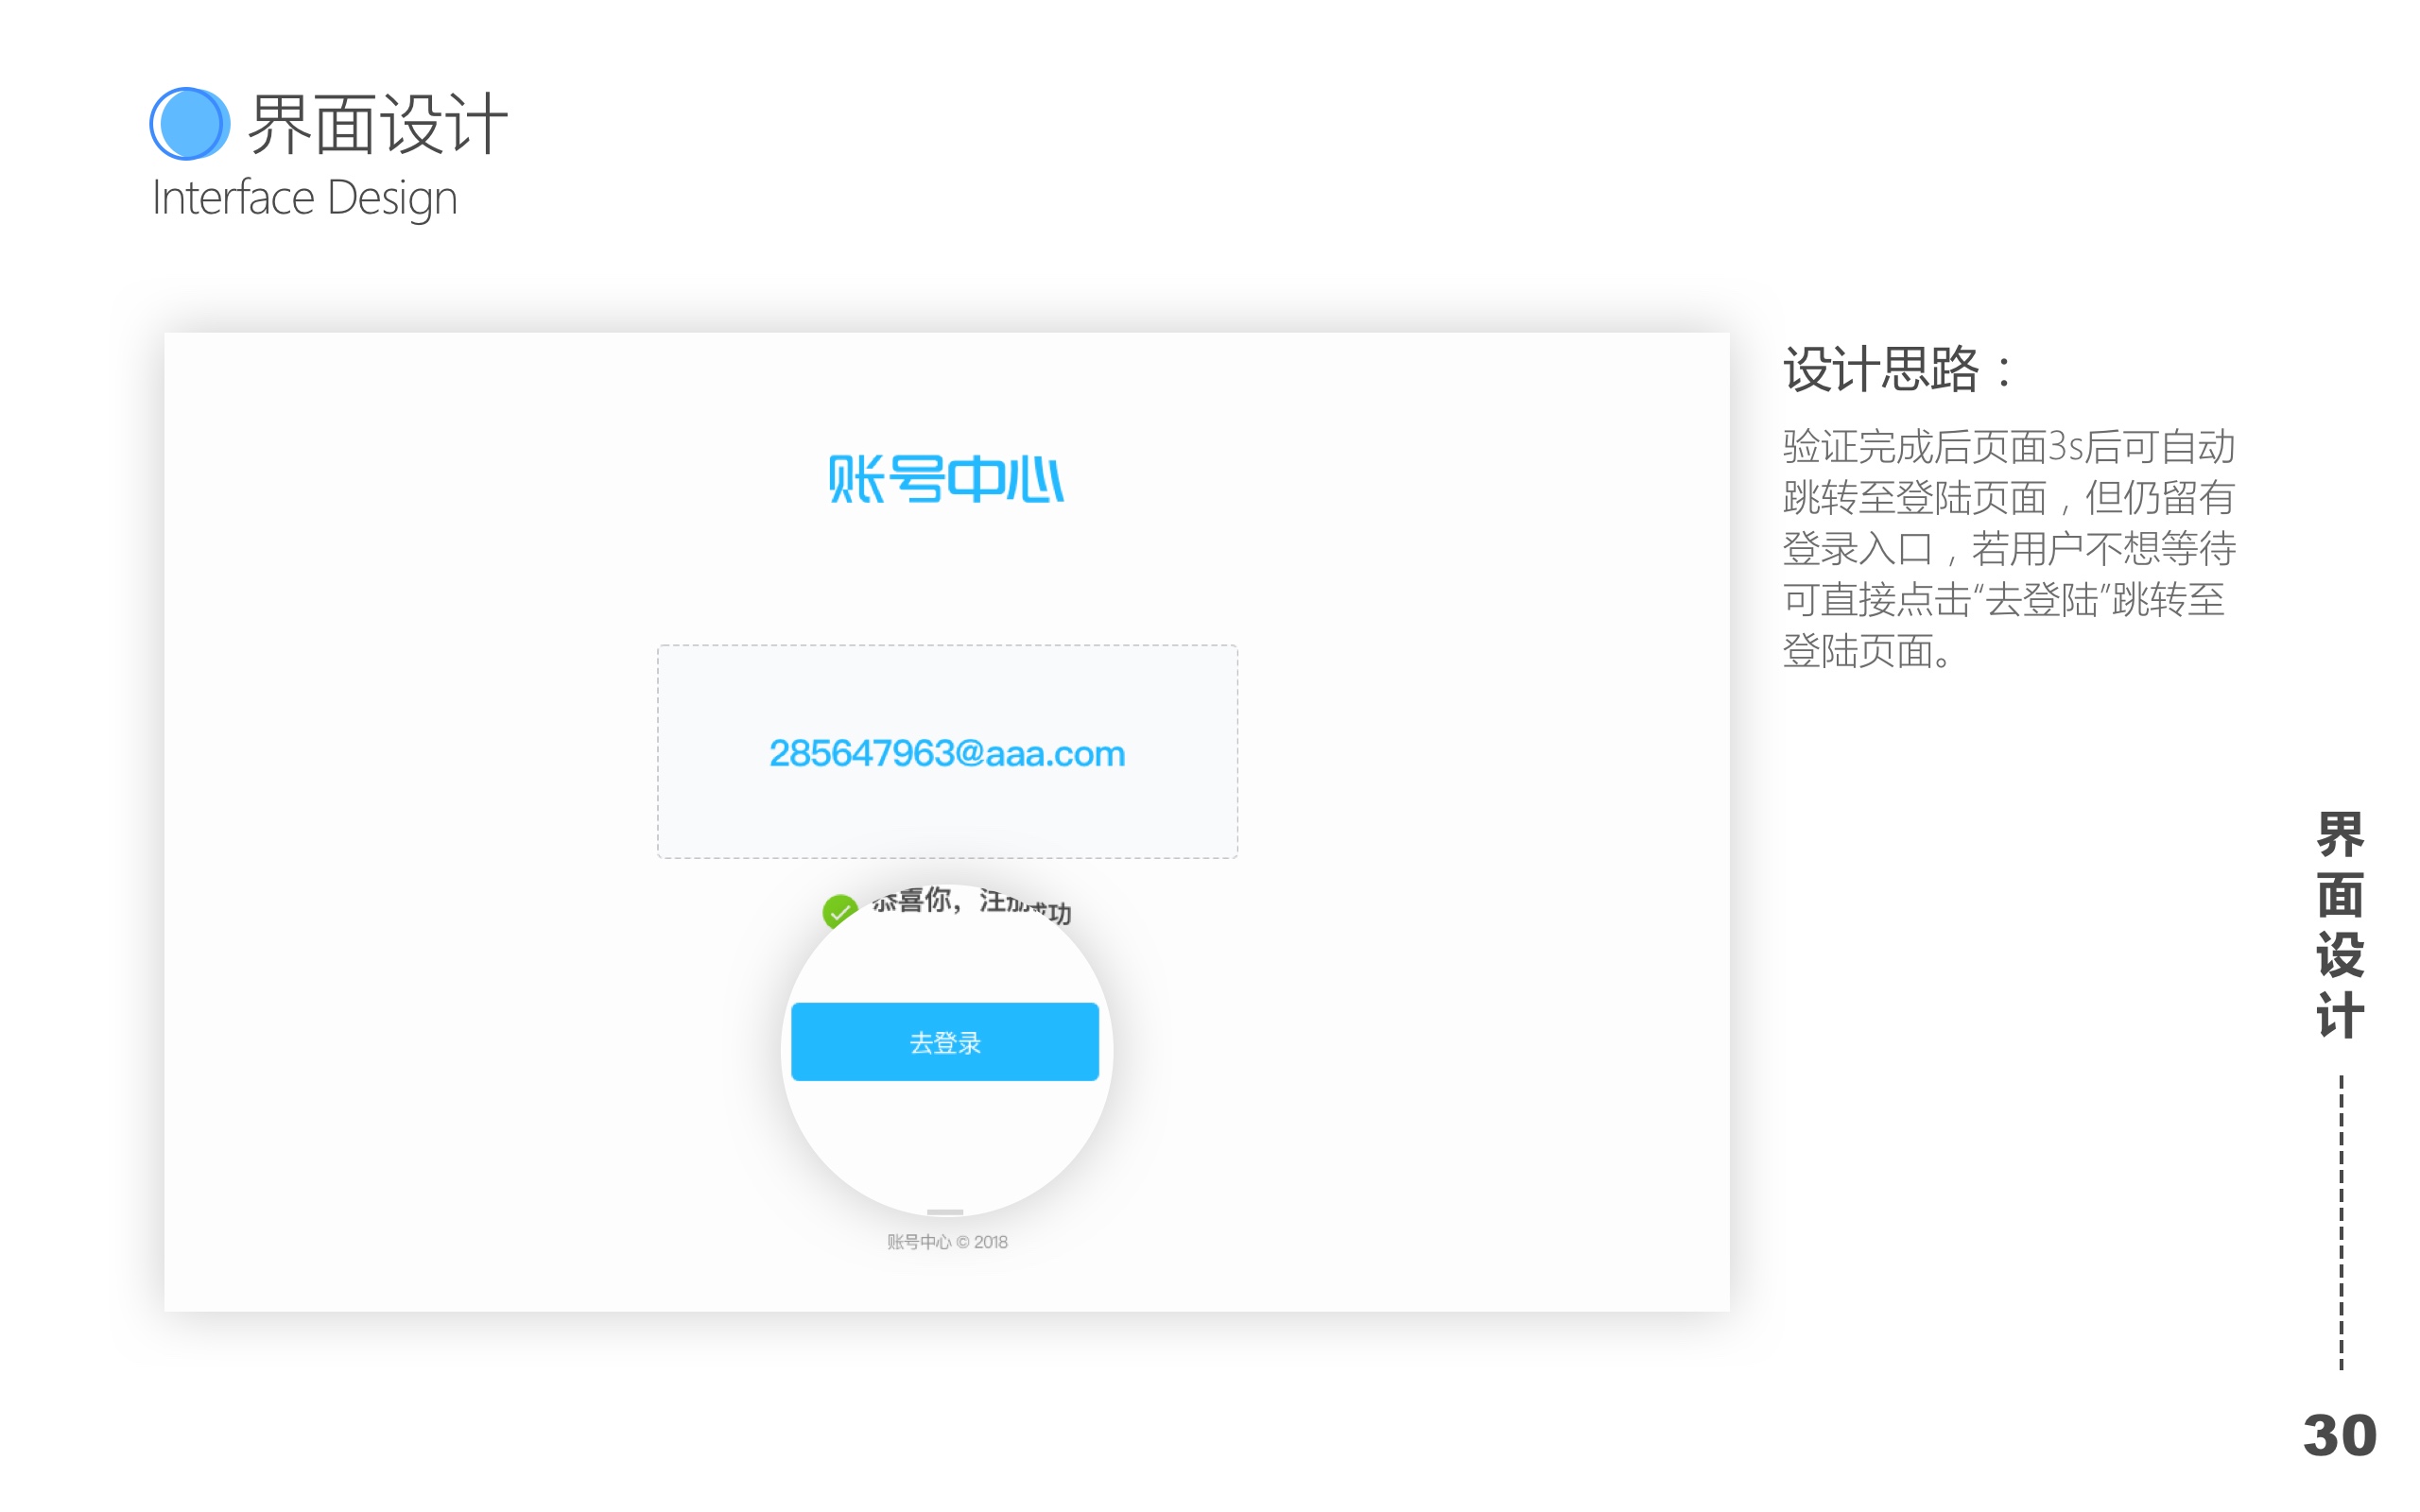 界面设计
Interface Design
账号中心
285647963@aaa.com
恭喜你，注册成功
去登录
账号中心 © 2018
设计思路：
验证完成后页面3s后可自动
跳转至登陆页面，但仍留有
登录入口，若用户不想等待
可直接点击“去登陆”跳转至
登陆页面。
界面设计
30